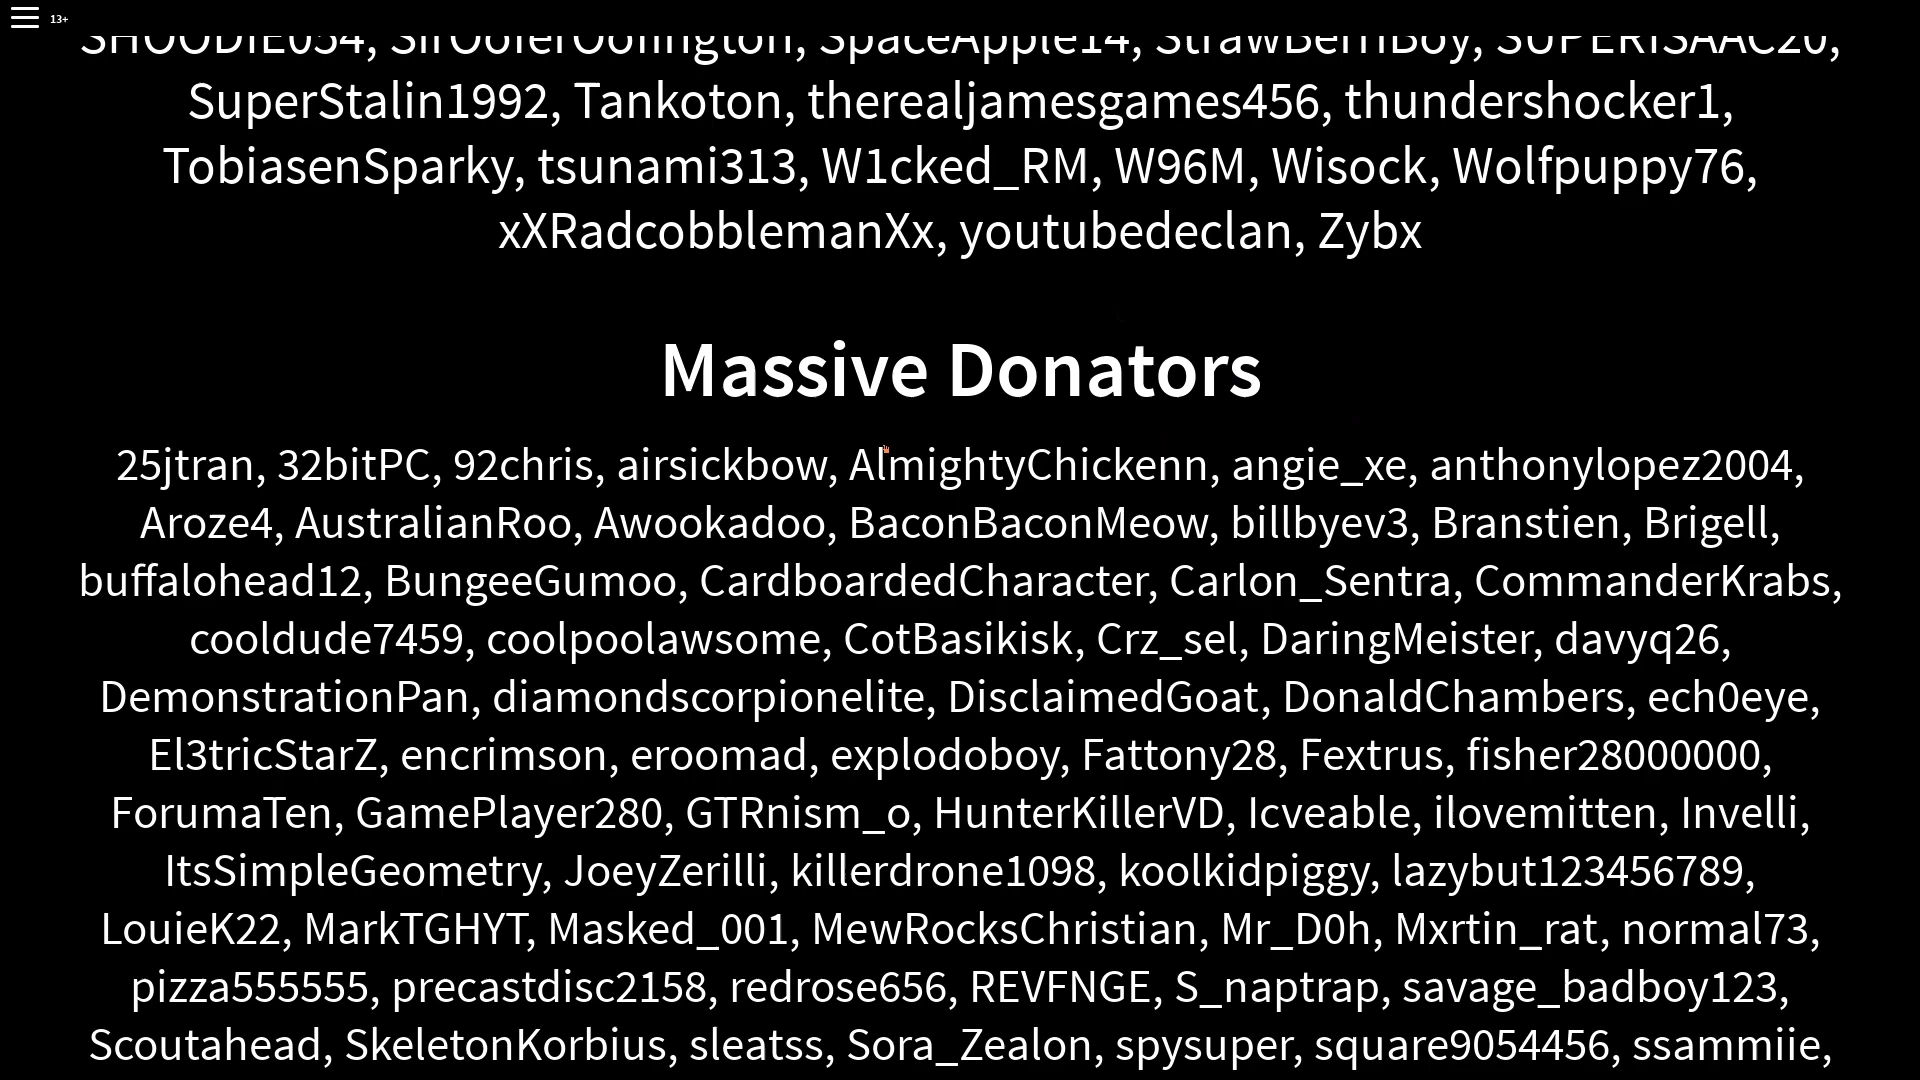 13+
SpaceApple14, StrawBerriBoy, SUPERISAAC20,
SuperStalin1992, Tankoton, therealjamesgames456, thundershocker1,
TobiasenSparky, tsunami313, W1cked_RM, W96M, Wisock, Wolfpuppy76,
xXRadcobblemanXx, youtubedeclan, Zybx
Massive Donators
25jtran, 32bitPC, 92chris, airsickbow, AlmightyChickenn, angie_xe, anthonylopez2004,
Aroze4, AustralianRoo, Awookadoo, BaconBaconMeow, billbyev3, Branstien, Brigell,
buffalohead12, BungeeGumoo, CardboardedCharacter, Carlon_Sentra, CommanderKrabs,
cooldude7459, coolpoolawsome, CotBasikisk, Crz_sel, DaringMeister, davyq26,
DemonstrationPan, diamondscorpionelite, DisclaimedGoat, DonaldChambers, ech0eye,
El3tricStarZ, encrimson, eroomad, explodoboy, Fattony28, Fextrus, fisher28000000,
ForumaTen, GamePlayer280, GTRnism_o, HunterKillerVD, Icveable, ilovemitten, Invelli,
ItsSimpleGeometry, JoeyZerilli, killerdrone1098, koolkidpiggy, lazybut123456789,
LouieK22, MarkTGHYT, Masked_001, MewRocksChristian, Mr_D0h, Mxrtin_rat, normal73,
pizza555555, precastdisc2158, redrose656, REVFNGE, S_naptrap, savage_badboy123,
Scoutahead, SkeletonKorbius, sleatss, Sora_Zealon, spysuper, square9054456, ssammiie,